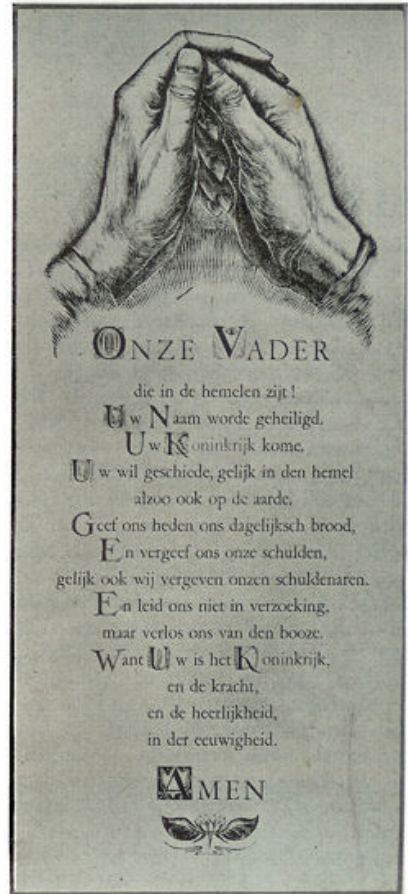 ONZE VADER
die in de hemelen zijt!
Uw Naam worde geheiligd.
Uw Koninkrijk kome.
Uw wil geschiede, gelijk in den hemel
alzoo ook op de aarde.
Geef ons heden ons dagelijksch brood,
En vergeef ons onze schulden,
gelijk ook wij vergeven onzen schuldenaren.
En leid ons niet in verzoeking.
maar verlos ons van den booze.
Want Uw is het Koninkrijk,
en de kracht,
en de heerlijkheid,
in der eeuwigheid.
AMEN